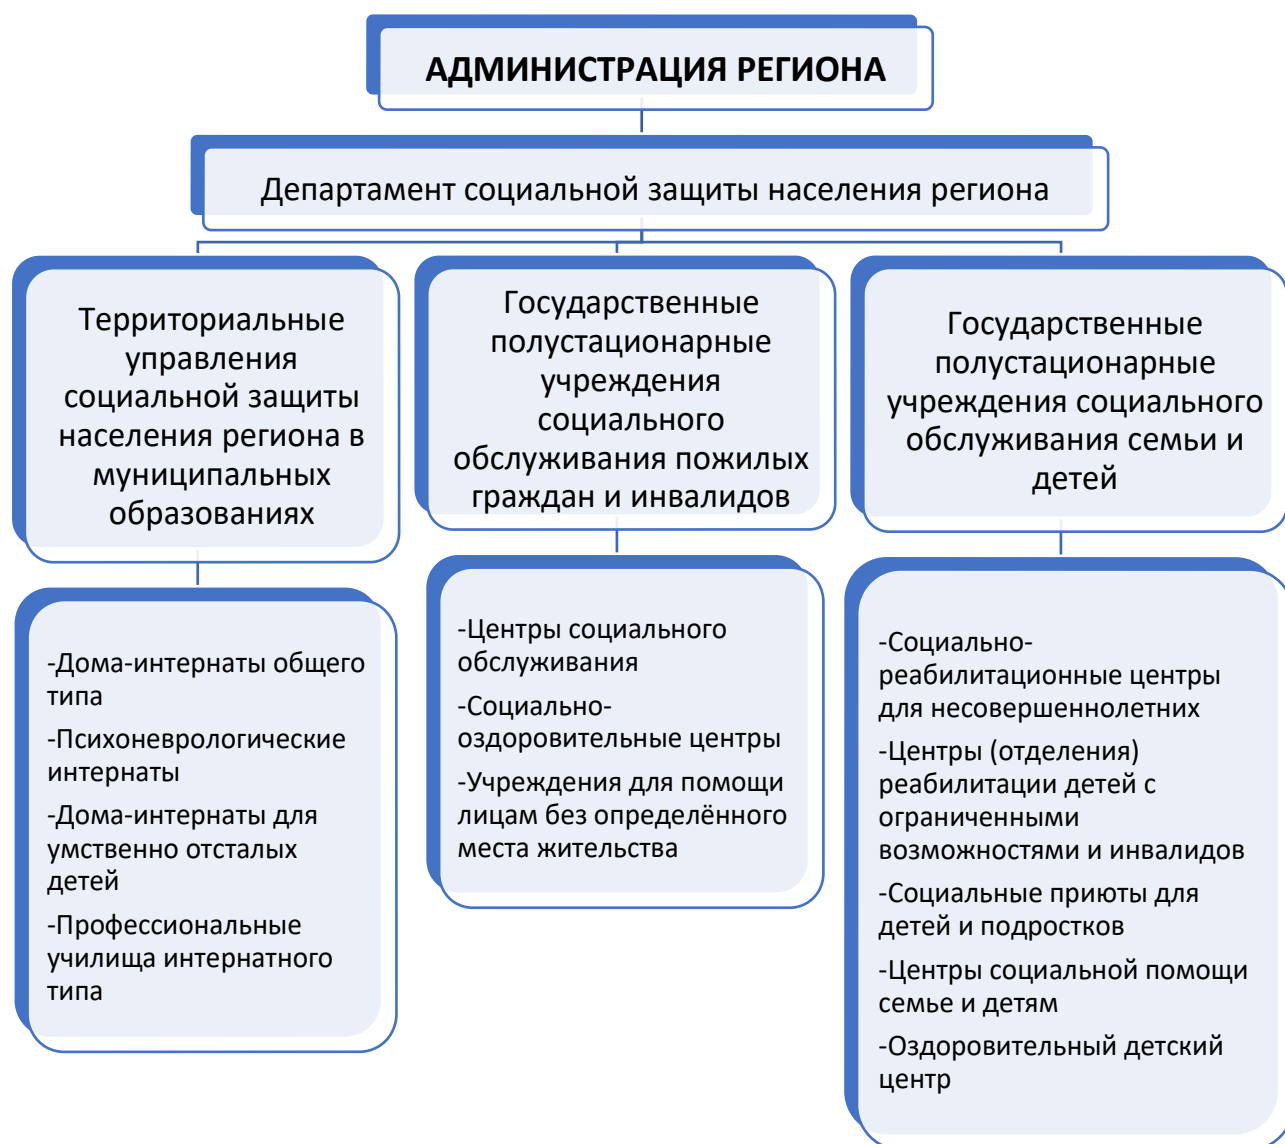 АДМИНИСТРАЦИЯ РЕГИОНА
Департамент социальной защиты населения региона
Территориальные
управления
социальной защиты
населения региона в
муниципальных
образованиях
Государственные
полустационарные
учреждения
социального
обслуживания пожилых
граждан и инвалидов
Государственные
полустационарные
учреждения социального
обслуживания семьи и
детей
-Дома-интернаты общего
типа
-Психоневрологические
интернаты
-Дома-интернаты для
умственно отсталых
детей
-Профессиональные
училища интернатного
типа
-Центры социального
обслуживания
-Социально-
оздоровительные центры
-Учреждения для помощи
лицам без определённого
места жительства
-Социально-
реабилитационные центры
для несовершеннолетних
-Центры (отделения)
реабилитации детей с
ограниченными
возможностями и инвалидов
-Социальные приюты для
детей и подростков
-Центры социальной помощи
семье и детям
-Оздоровительный детский
центр